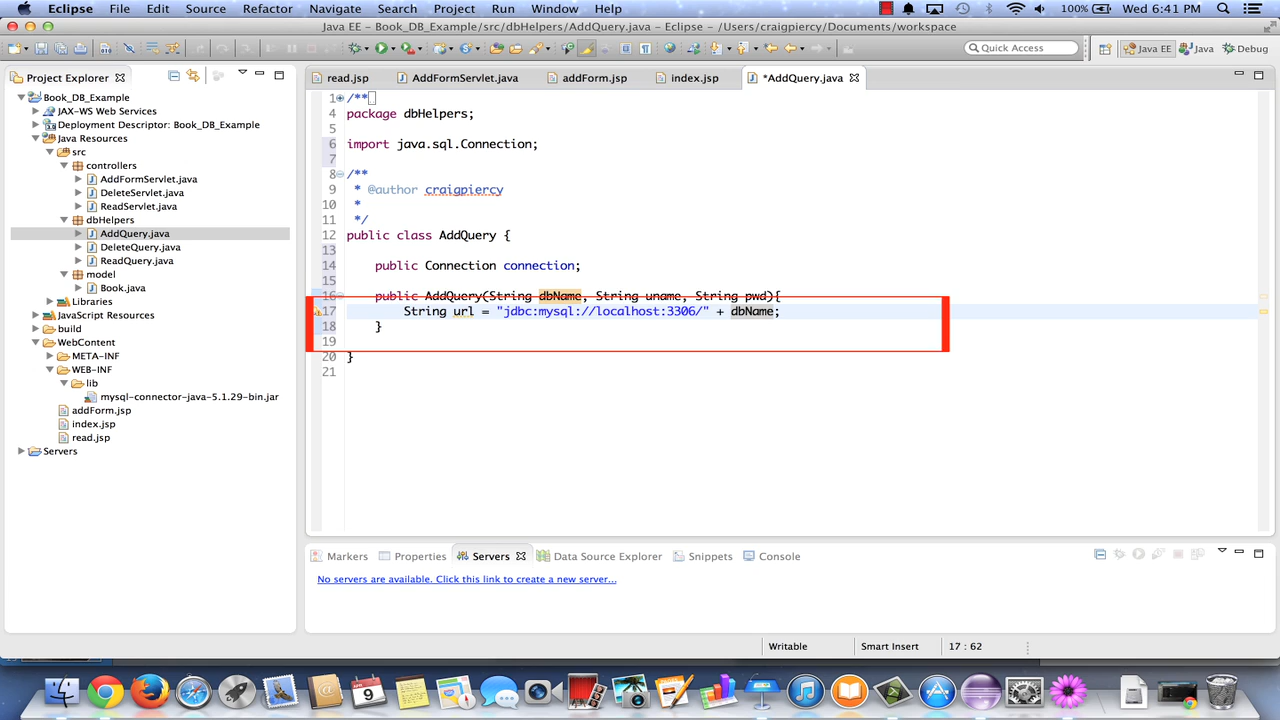 Eclipse File Edit Source Refactor Navigate Search Project Run Window Help 100% Wed 6:41 PM
Java EE - Book_DB_Example/src/dbHelpers/AddQuery.java - Eclipse - /Users/craigpiercy/Documents/workspace
Quick Access Java EE Java Debug
Project Explorer
Book_DB_Example
JAX-WS Web Services
Deployment Descriptor: Book_DB_Example
Java Resources
src
controllers
AddFormServlet.java
DeleteServlet.java
ReadServlet.java
dbHelpers
AddQuery.java
DeleteQuery.java
ReadQuery.java
model
Book.java
Libraries
JavaScript Resources
build
WebContent
META-INF
WEB-INF
lib
mysql-connector-java-5.1.29-bin.jar
addForm.jsp
index.jsp
read.jsp
Servers
read.jsp AddFormServlet.java addForm.jsp index.jsp *AddQuery.java
1 /**
4 package dbHelpers;
5
6 import java.sql.Connection;
7
8 /**
9 * @author craigpiercy
10 *
11 */
12 public class AddQuery {
13
14 public Connection connection;
15
16 public AddQuery(String dbName, String uname, String pwd){
17 String url = "jdbc:mysql://localhost:3306/" + dbName;
18 }
19
20 }
21
Markers Properties Servers Data Source Explorer Snippets Console
No servers are available. Click this link to create a new server...
Writable Smart Insert 17 : 62